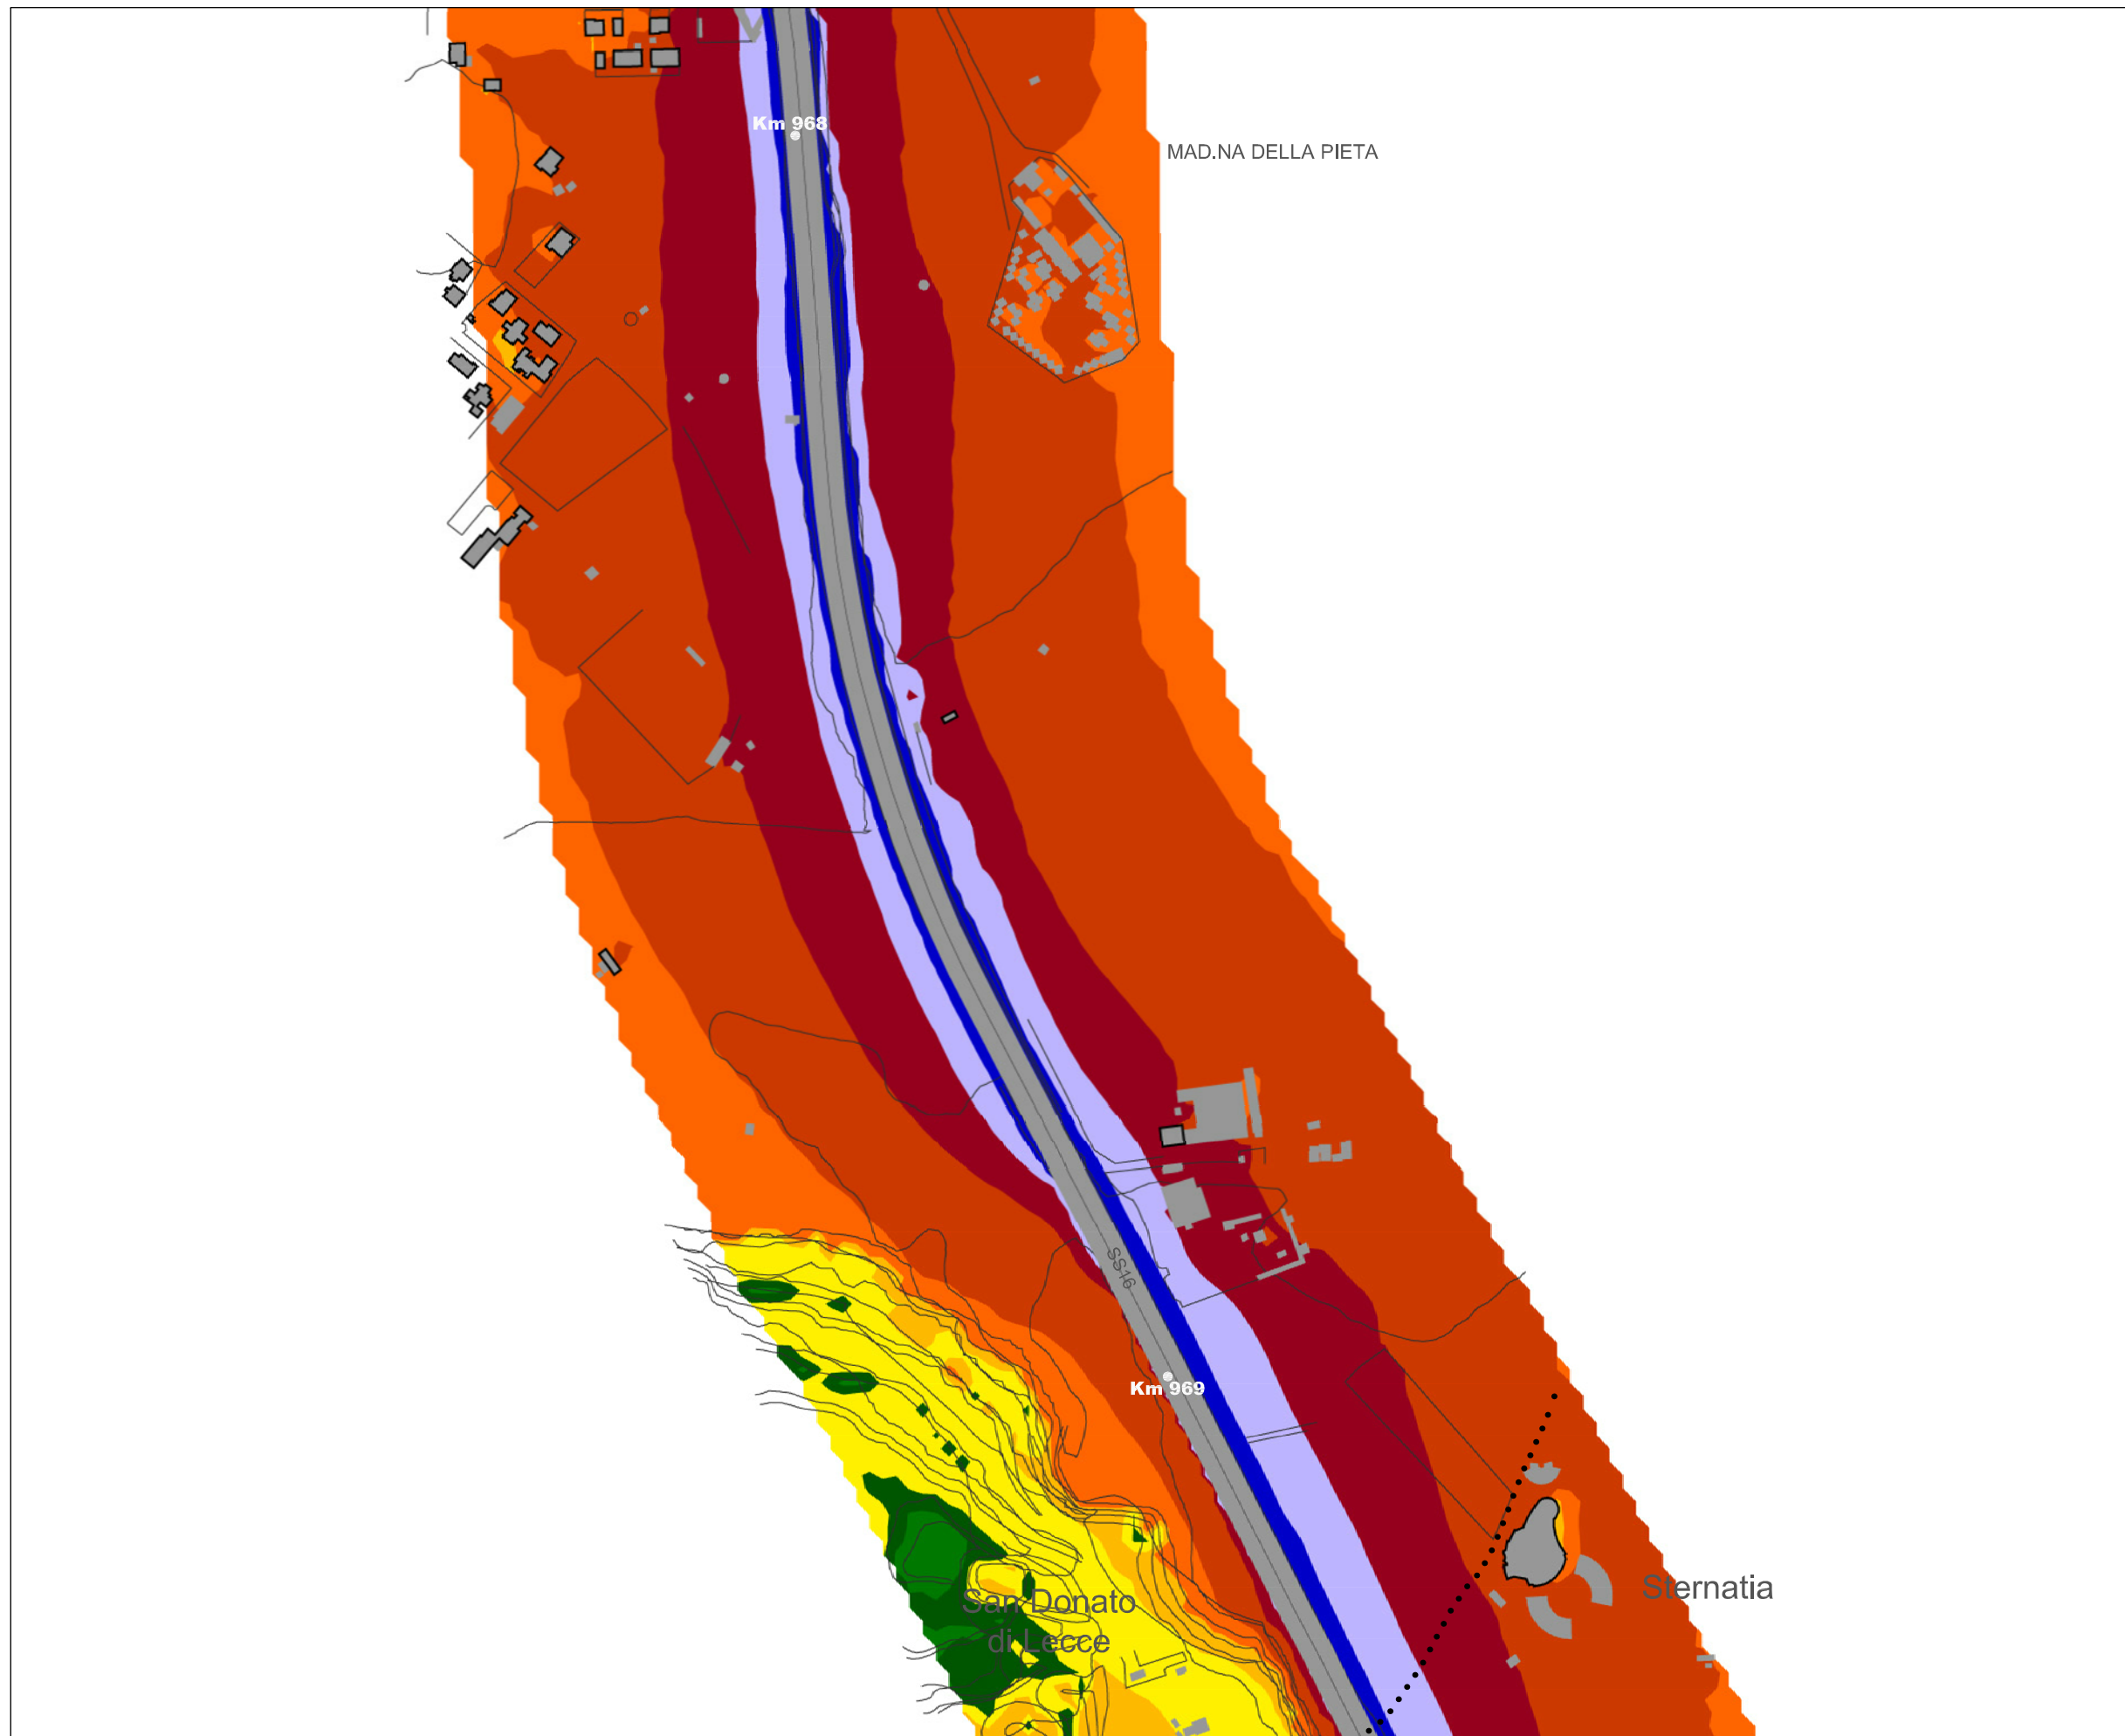 Km 968
MAD.NA DELLA PIETA
SS16
Km 969
San Donato
di Lecce
Sternatia